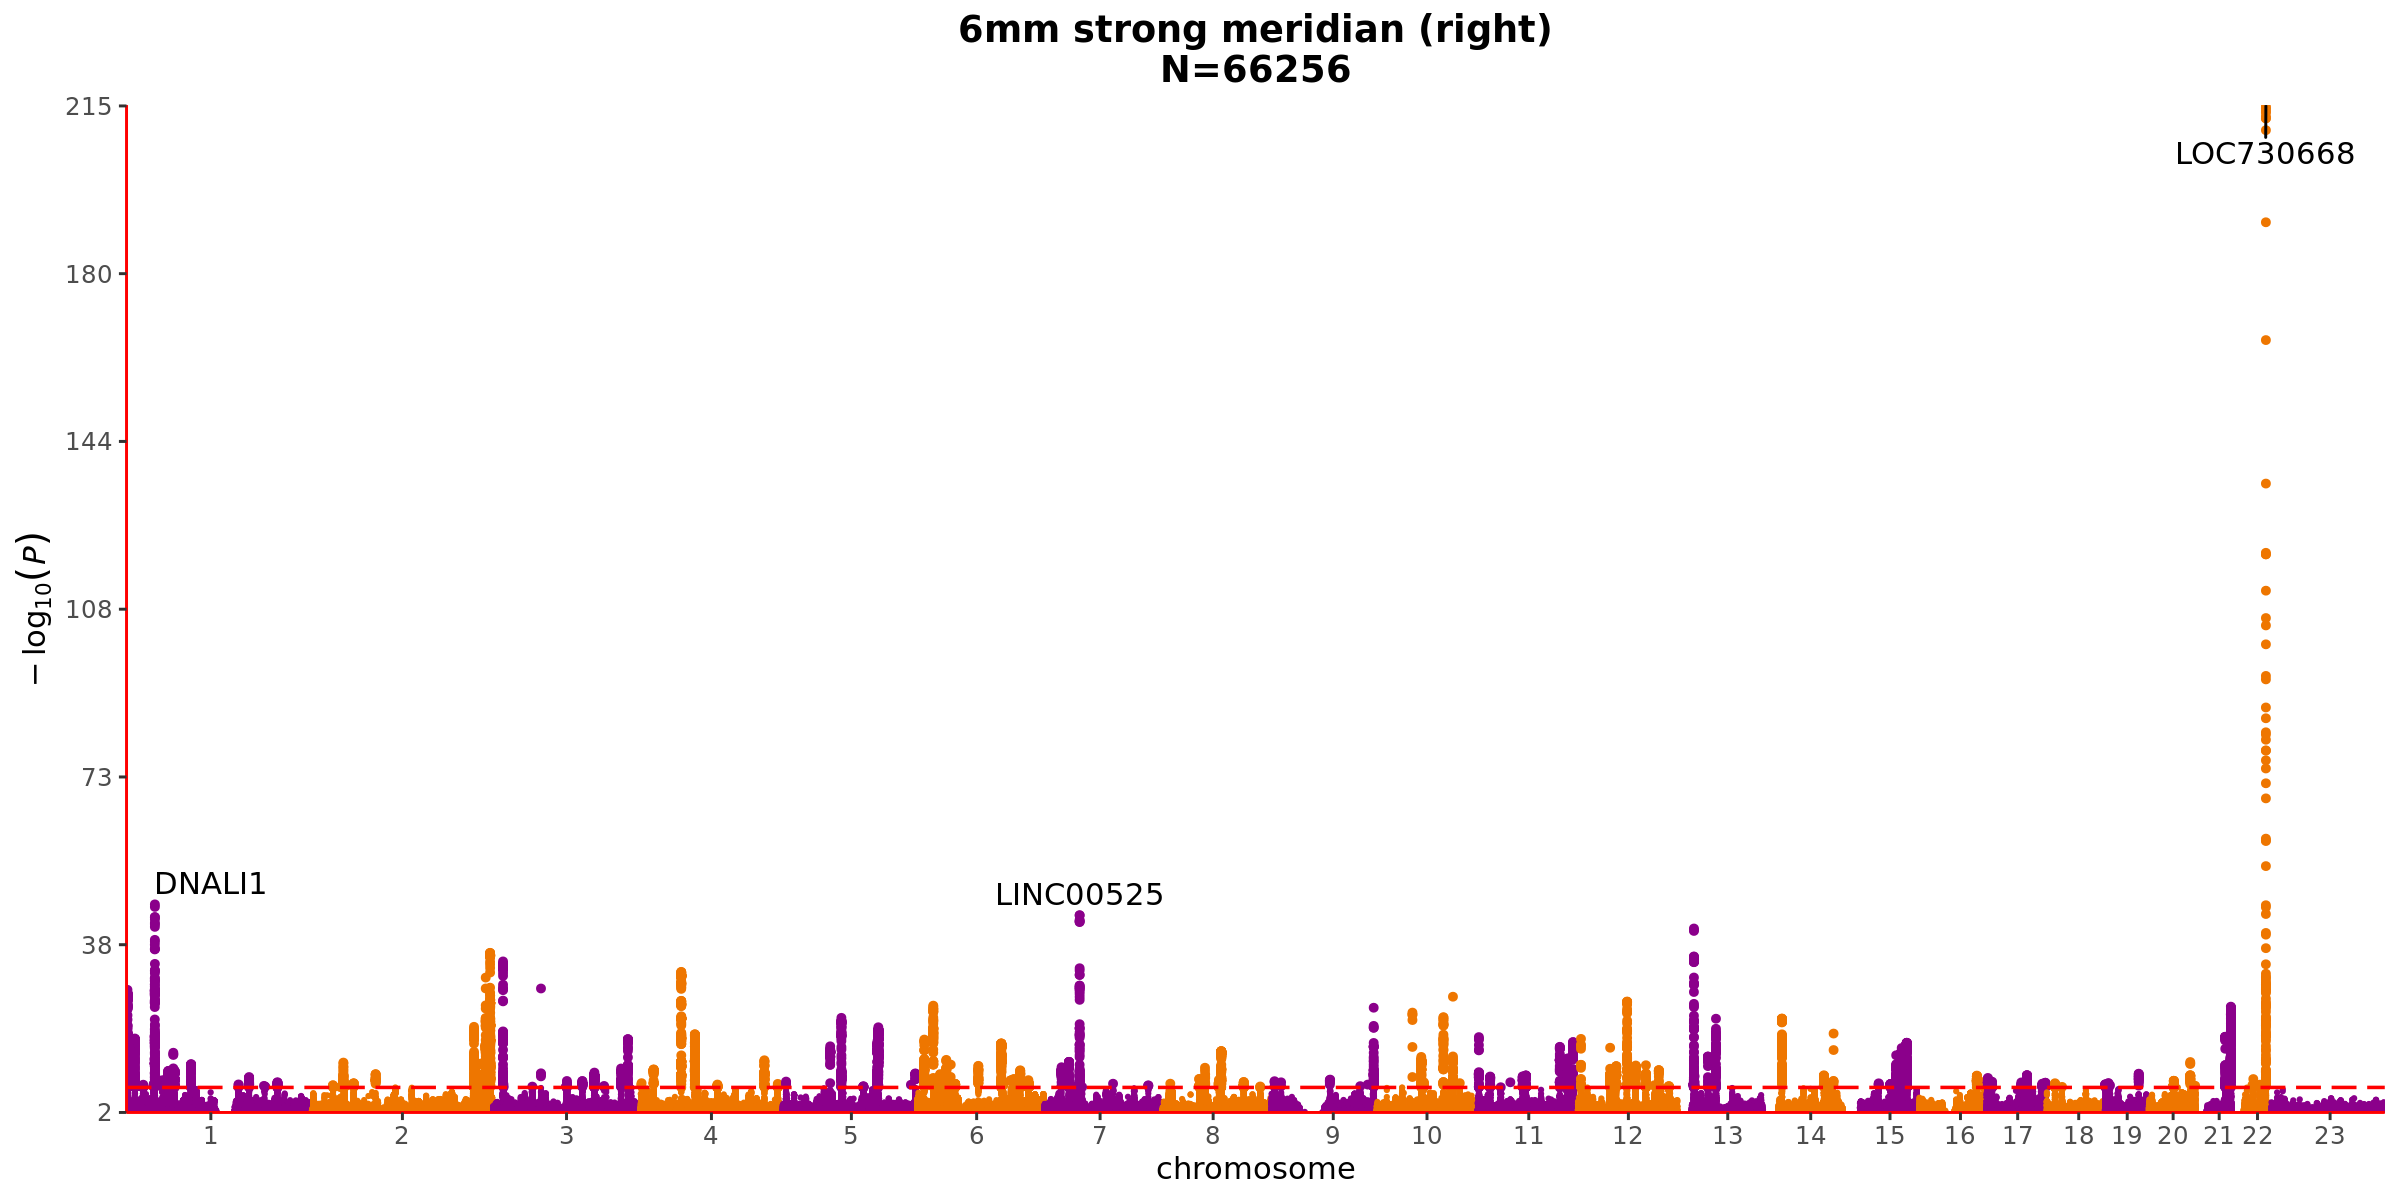 6mm strong meridian (right)
N=66256
215
180
144
108
73
38
2
−log10(P)
LOC730668
DNALI1
LINC00525
1 2 3 4 5 6 7 8 9 10 11 12 13 14 15 16 17 18 19 20 21 22 23
chromosome